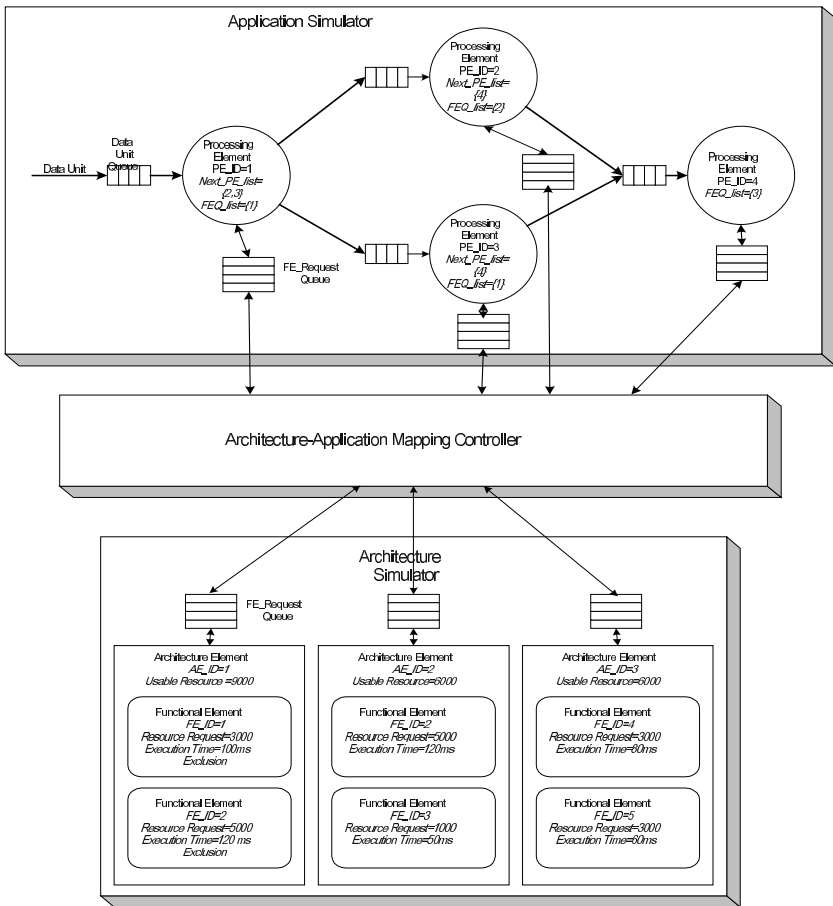 Application Simulator
Data Unit
Data
Unit
Queue
Processing
Element
PE_ID=1
Next_PE_list=
{2,3}
FEQ_list={1}
FE_Request
Queue
Processing
Element
PE_ID=2
Next_PE_list=
{4}
FEQ_list={2}
Processing
Element
PE_ID=3
Next_PE_list=
{4}
FEQ_list={1}
Processing
Element
PE_ID=4
FEQ_list={3}
Architecture-Application Mapping Controller
Architecture
Simulator
FE_Request
Queue
Architecture Element
AE_ID=1
Usable Resource =9000
Functional Element
FE_ID=1
Resource Request=3000
Execution Time=100ms
Exclusion
Functional Element
FE_ID=2
Resource Request=5000
Execution Time=120 ms
Exclusion
Architecture Element
AE_ID=2
Usable Resource=6000
Functional Element
FE_ID=2
Resource Request=5000
Execution Time=120ms
Functional Element
FE_ID=3
Resource Request=1000
Execution Time=50ms
Architecture Element
AE_ID=3
Usable Resource=6000
Functional Element
FE_ID=4
Resource Request=3000
Execution Time=80ms
Functional Element
FE_ID=5
Resource Request=3000
Execution Time=60ms